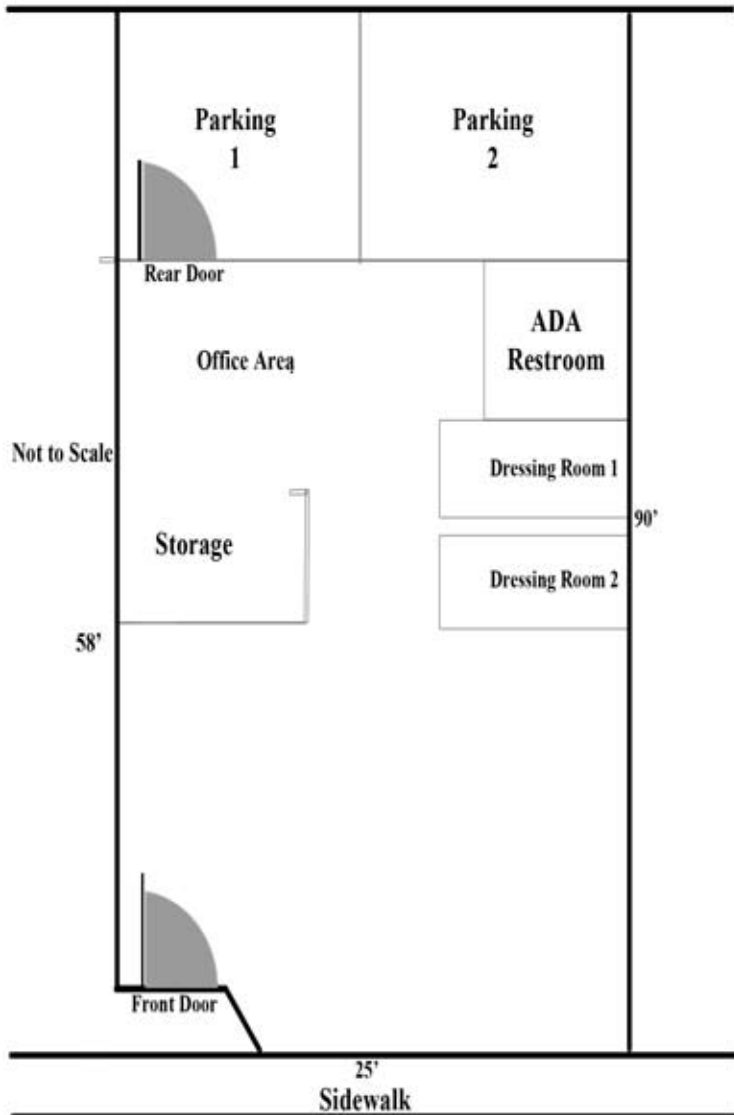 Parking
1
Parking
2
Rear Door
ADA
Restroom
Office Area
Not to Scale
Dressing Room 1
90’
Storage
Dressing Room 2
58’
Front Door
25’
Sidewalk